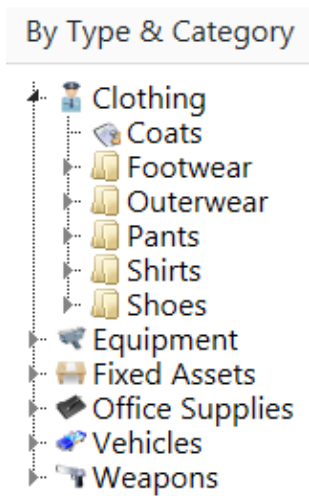 By Type & Category
Clothing
Coats
Footwear
Outerwear
Pants
Shirts
Shoes
Equipment
Fixed Assets
Office Supplies
Vehicles
Weapons